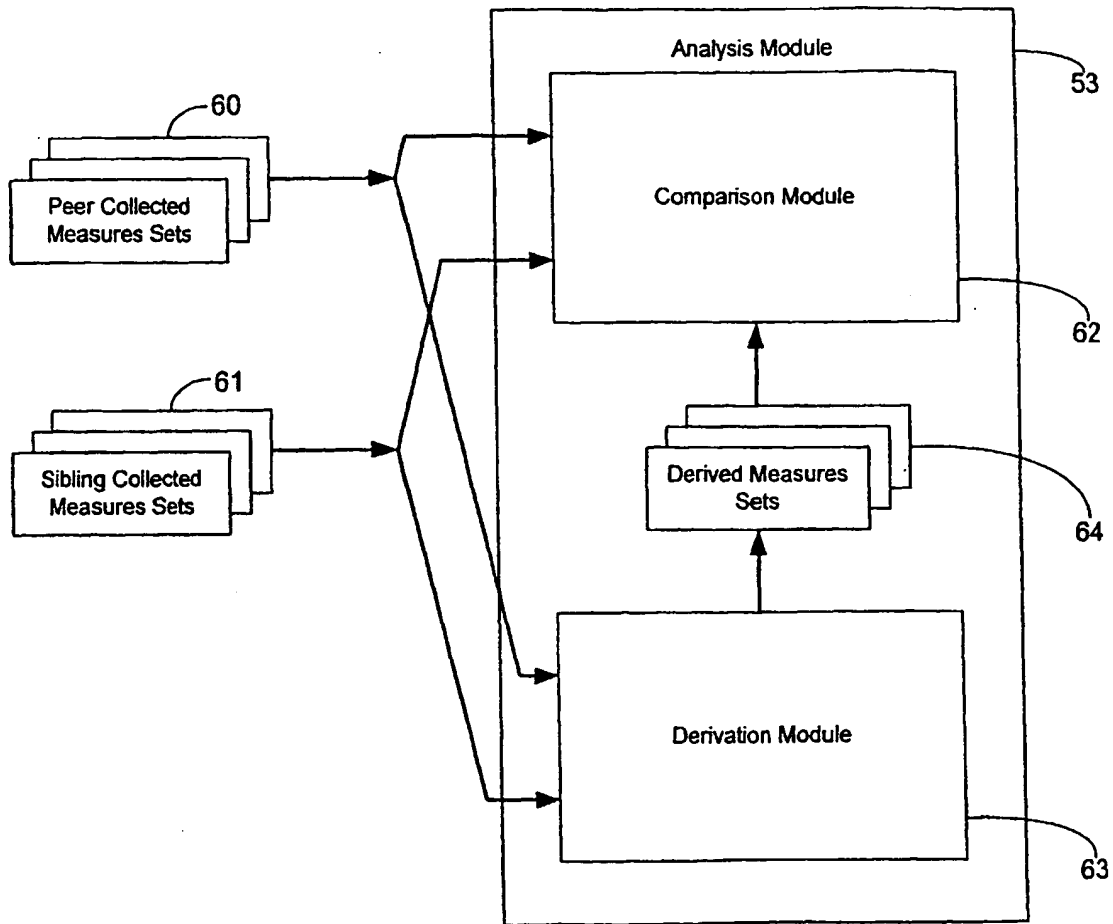 Analysis Module
53
60
Peer Collected
Measures Sets
Comparison Module
62
61
Sibling Collected
Measures Sets
Derived Measures
Sets
64
Derivation Module
63